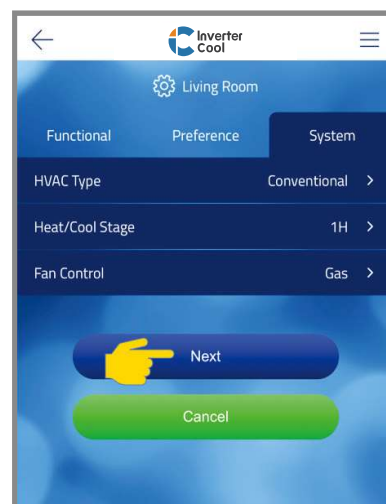 Inverter
Cool
Living Room
Functional Preference System
HVAC Type Conventional >
Heat/Cool Stage 1H >
Fan Control Gas >
Next
Cancel